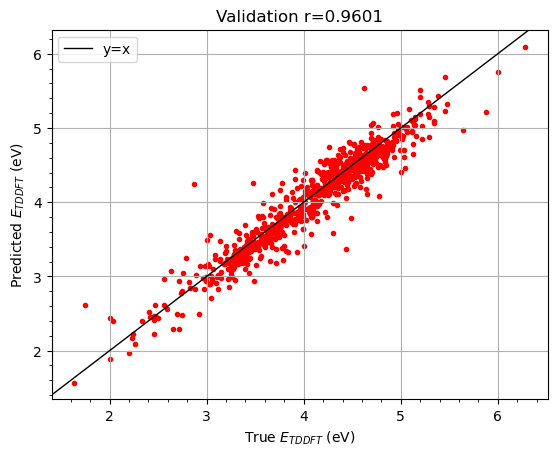 Validation r=0.9601
y=x
Predicted E_TDDFT (eV)
6
5
4
3
2
2
3
4
5
6
True E_TDDFT (eV)